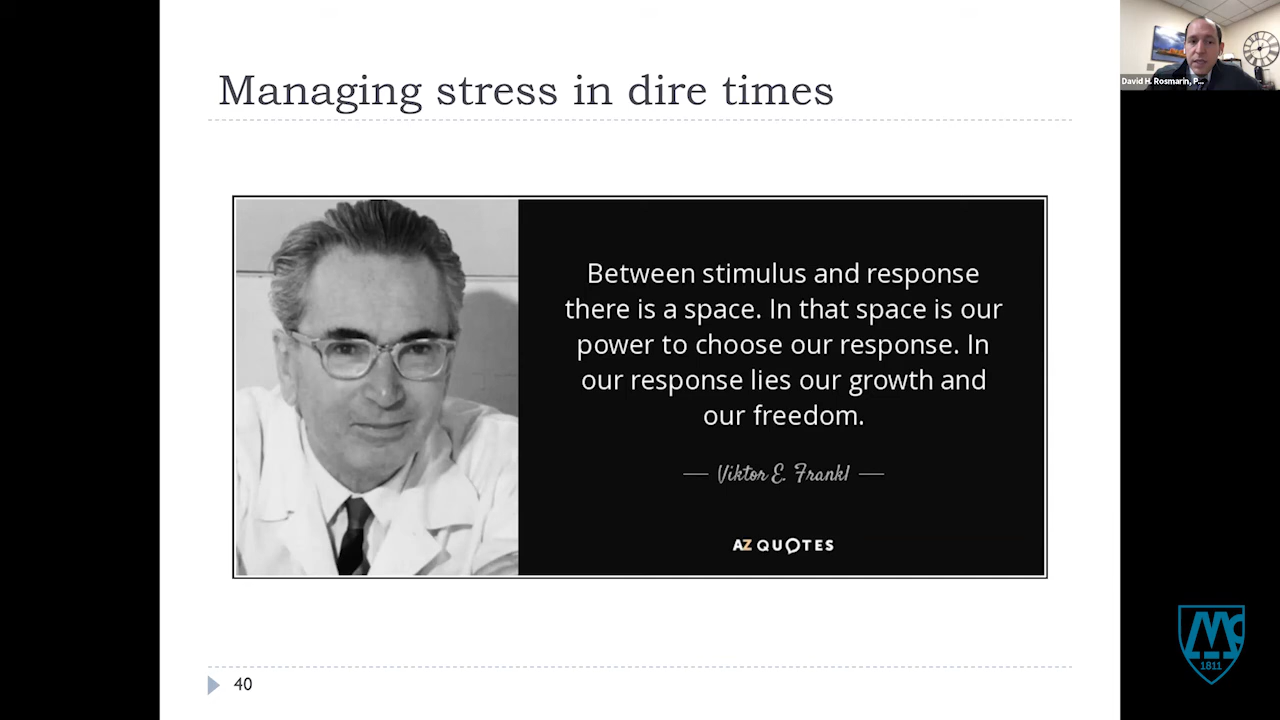 Managing stress in dire times
David H. Rosmarin, P...
Between stimulus and response
there is a space. In that space is our
power to choose our response. In
our response lies our growth and
our freedom.
— Viktor E. Frankl —
AZ QUOTES
Mc
1811
40